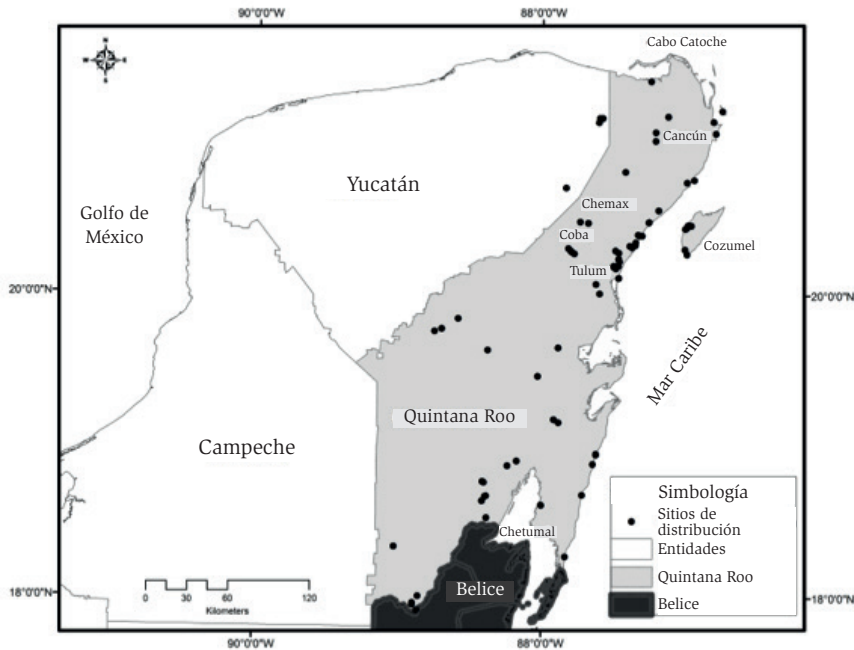 90°0'0"W
88°0'0"W
N
W
E
S
Cabo Catoche
Cancún
Yucatán
Golfo de
México
Chemax
Coba
Cozumel
Tulum
20°0'0"N
20°0'0"N
Mar Caribe
Quintana Roo
Campeche
Simbología
Sitios de
distribución
Entidades
Quintana Roo
Belice
Chetumal
Belice
0 30 60 120
Kilometers
18°0'0"N
18°0'0"N
90°0'0"W
88°0'0"W